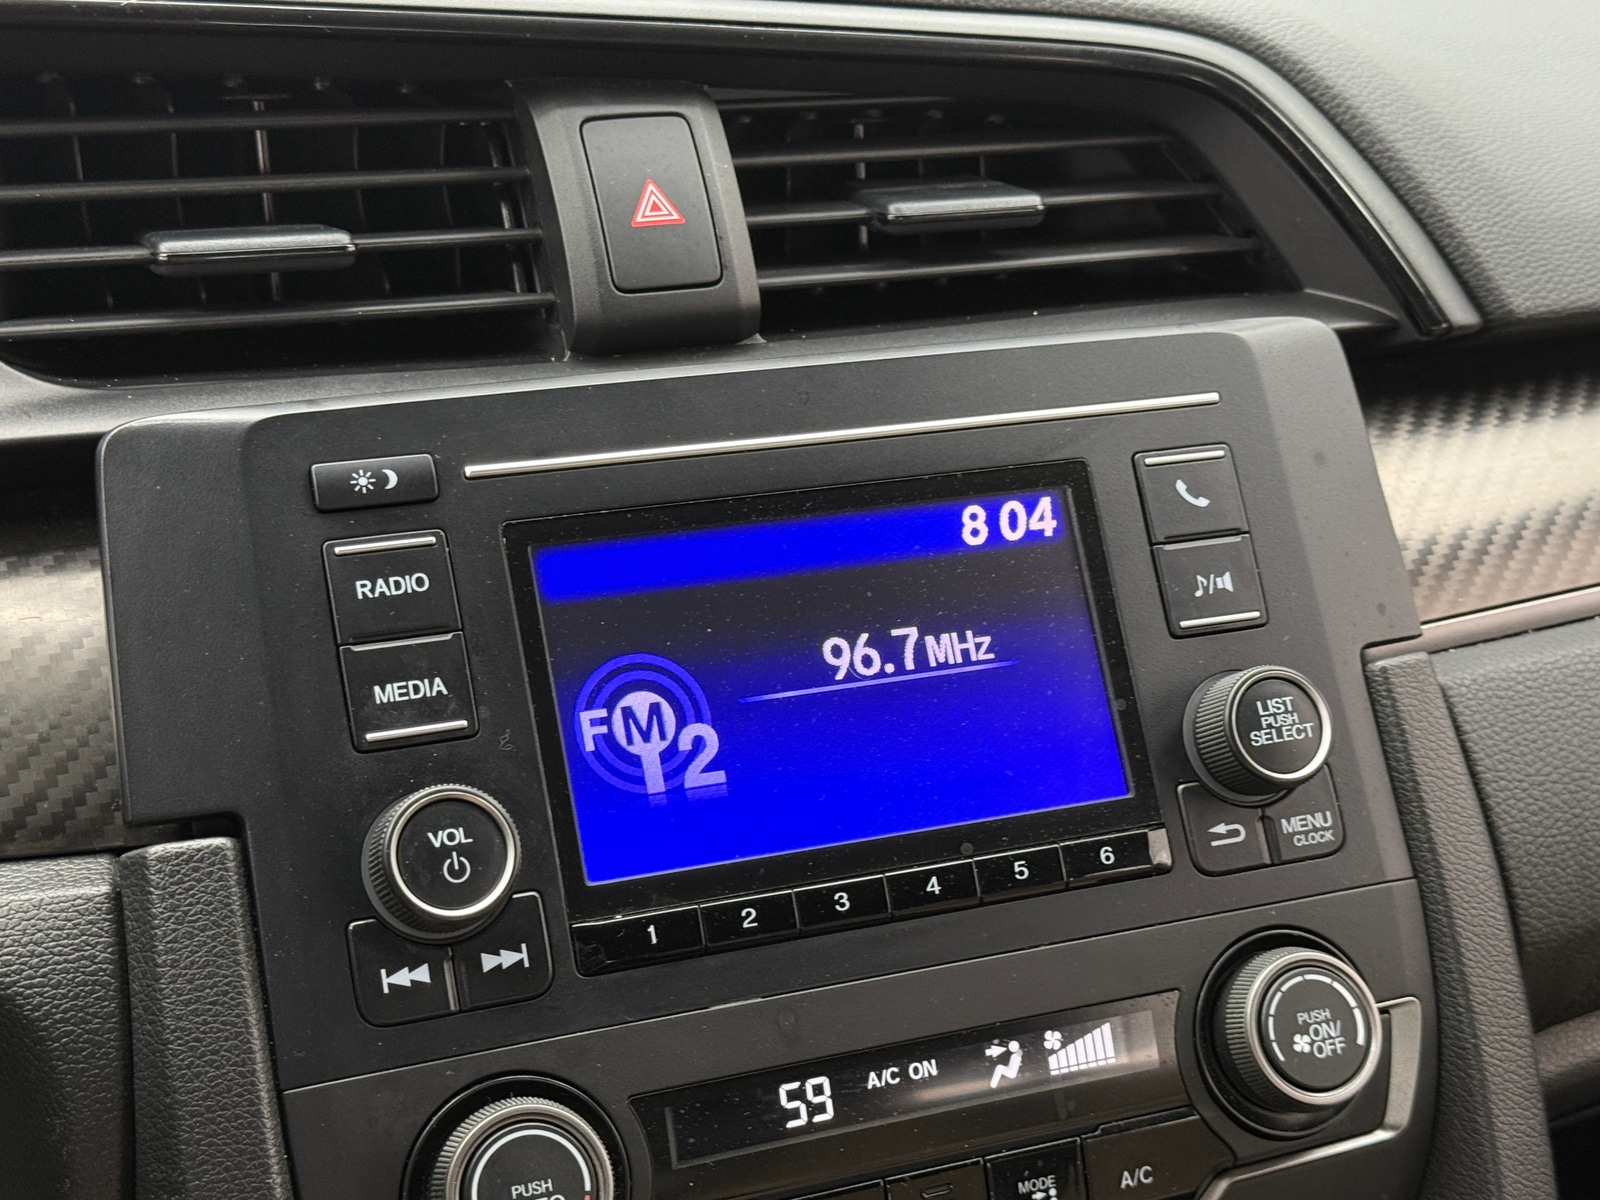 8 04
RADIO
96.7MHz
MEDIA
FM 2
LIST
PUSH
SELECT
VOL
MENU
CLOCK
1 2 3 4 5 6
PUSH
ON/
OFF
59 A/C ON
PUSH
MODE
A/C